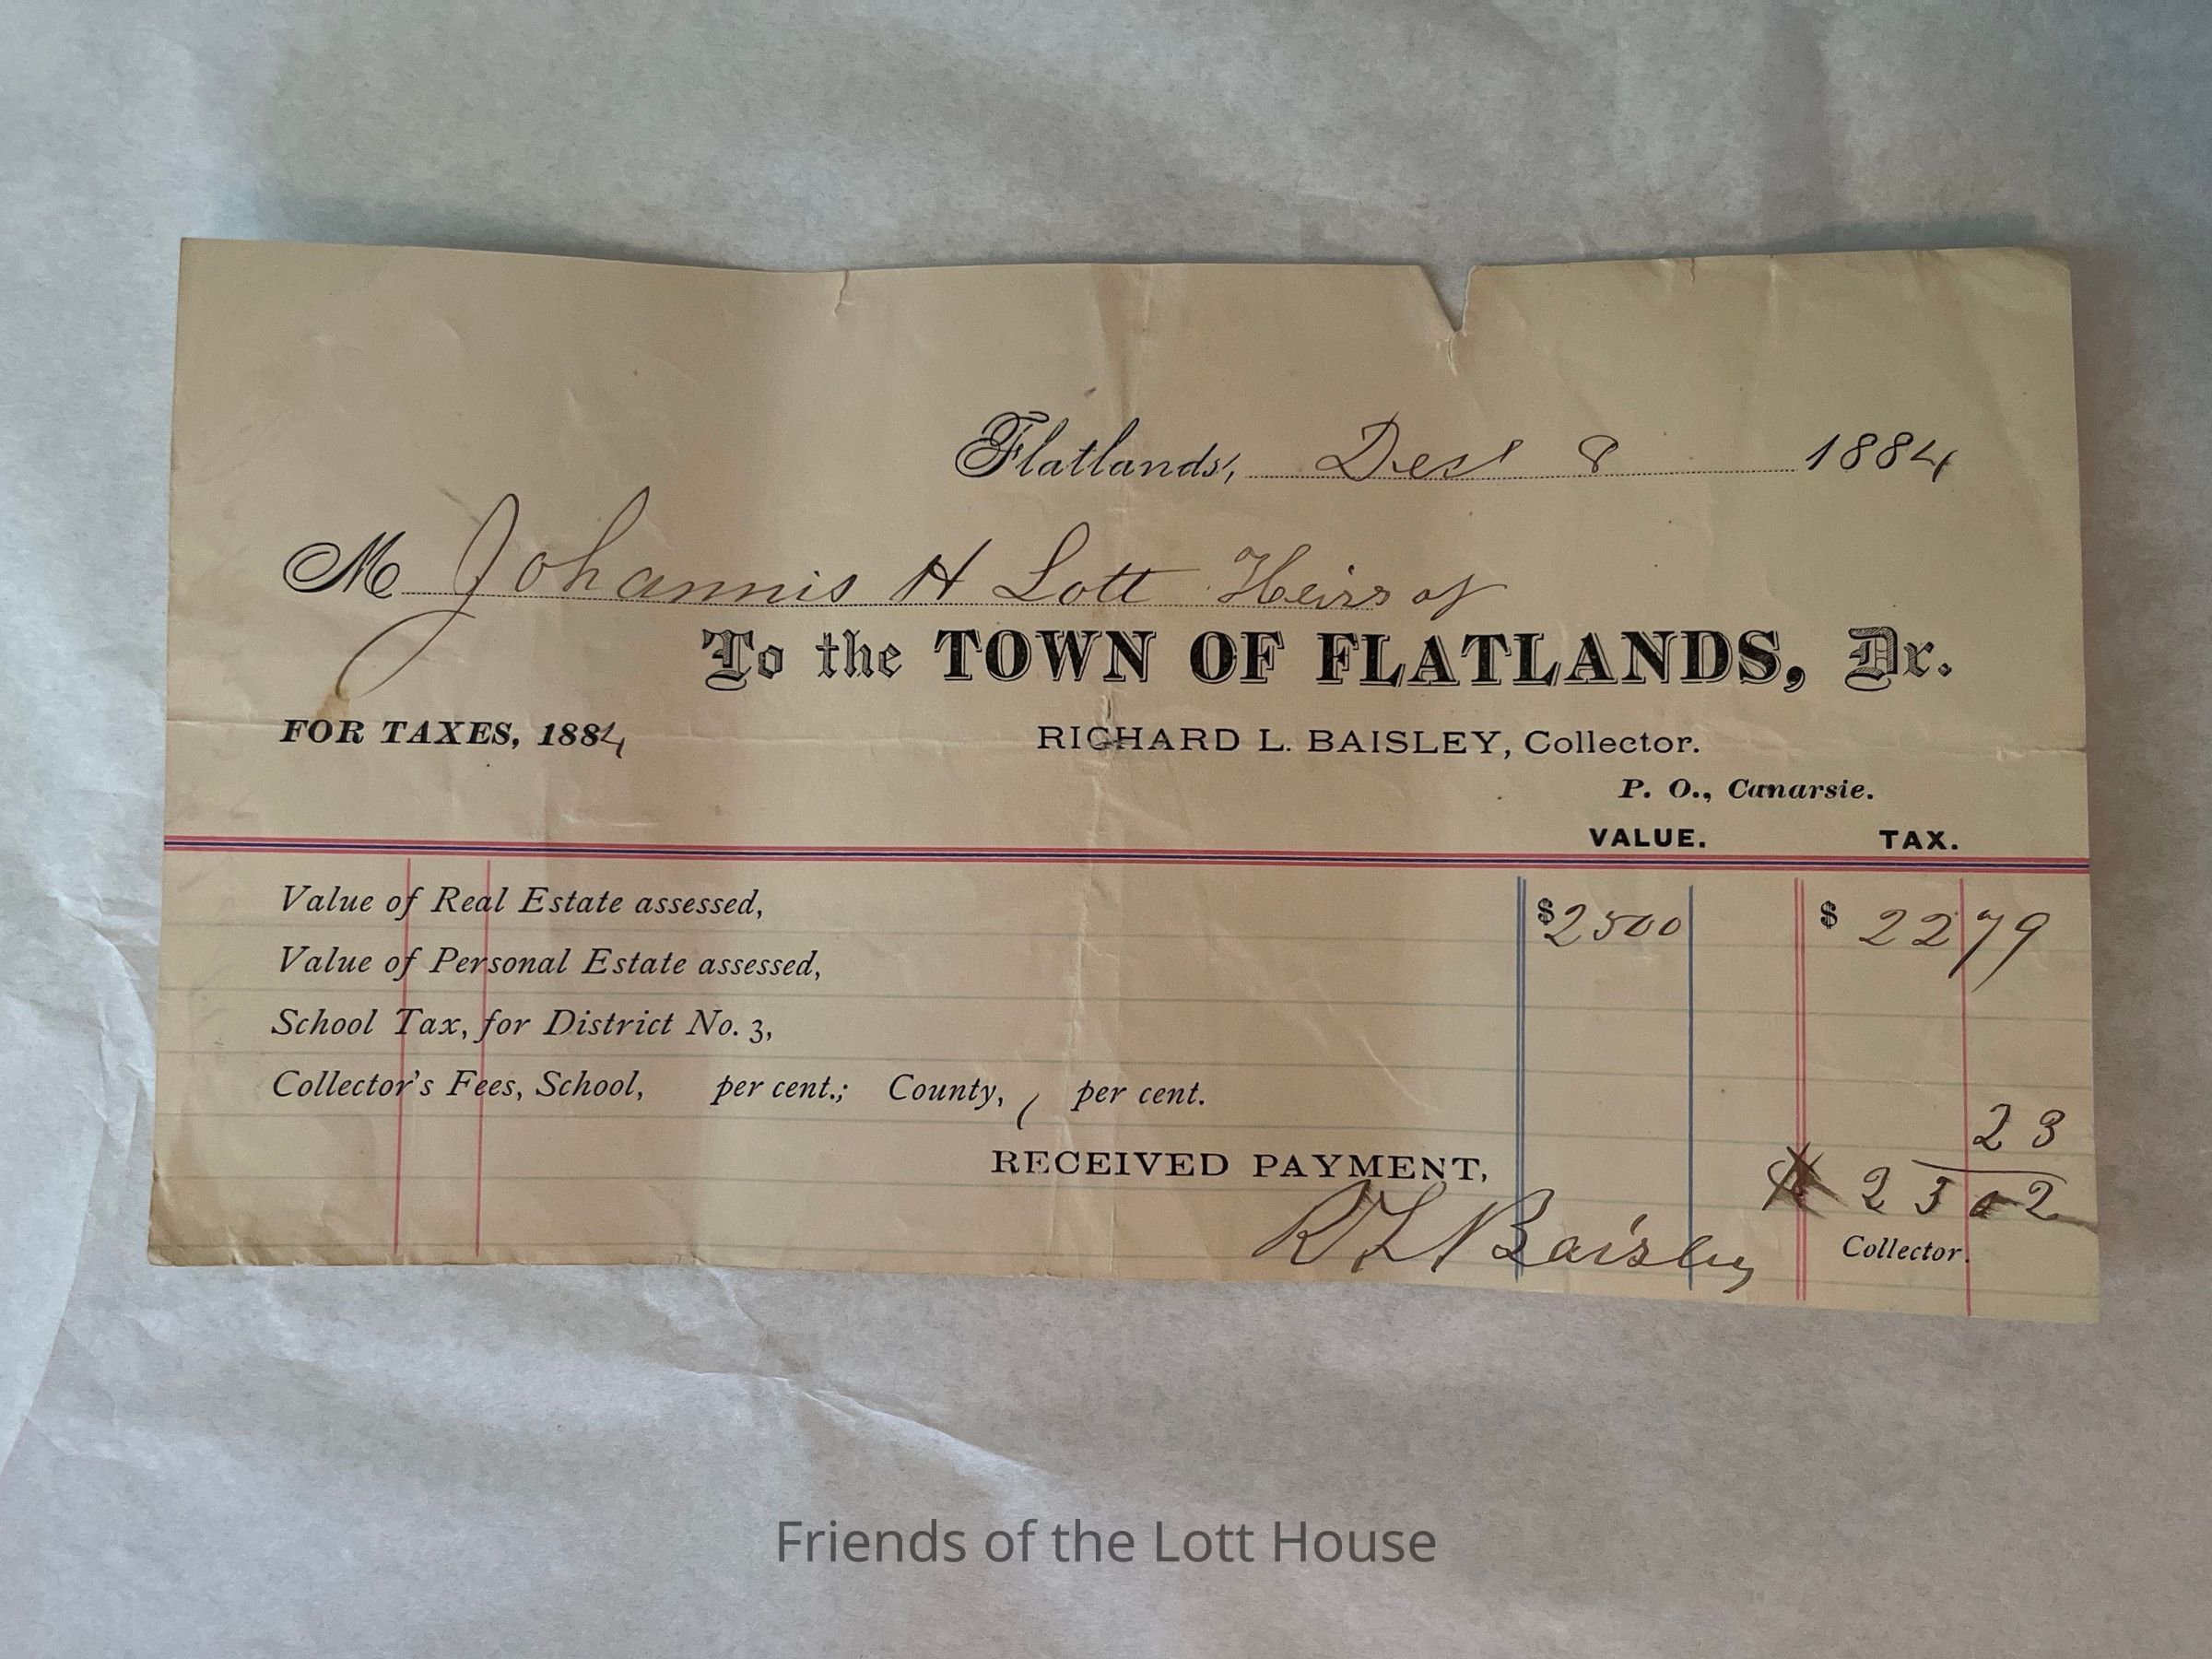 Flatlands, Des 8 1884
M Johannis H Lott Heirs of
To the TOWN OF FLATLANDS, Dr.
FOR TAXES, 1884 RICHARD L. BAISLEY, Collector.
P. O., Canarsie.
VALUE. TAX.
Value of Real Estate assessed, $2500 $ 22 79
Value of Personal Estate assessed,
School Tax, for District No. 3,
Collector's Fees, School, per cent.; County, 1 per cent. 23
RECEIVED PAYMENT, $ 23 02
R L Baisley Collector.
Friends of the Lott House